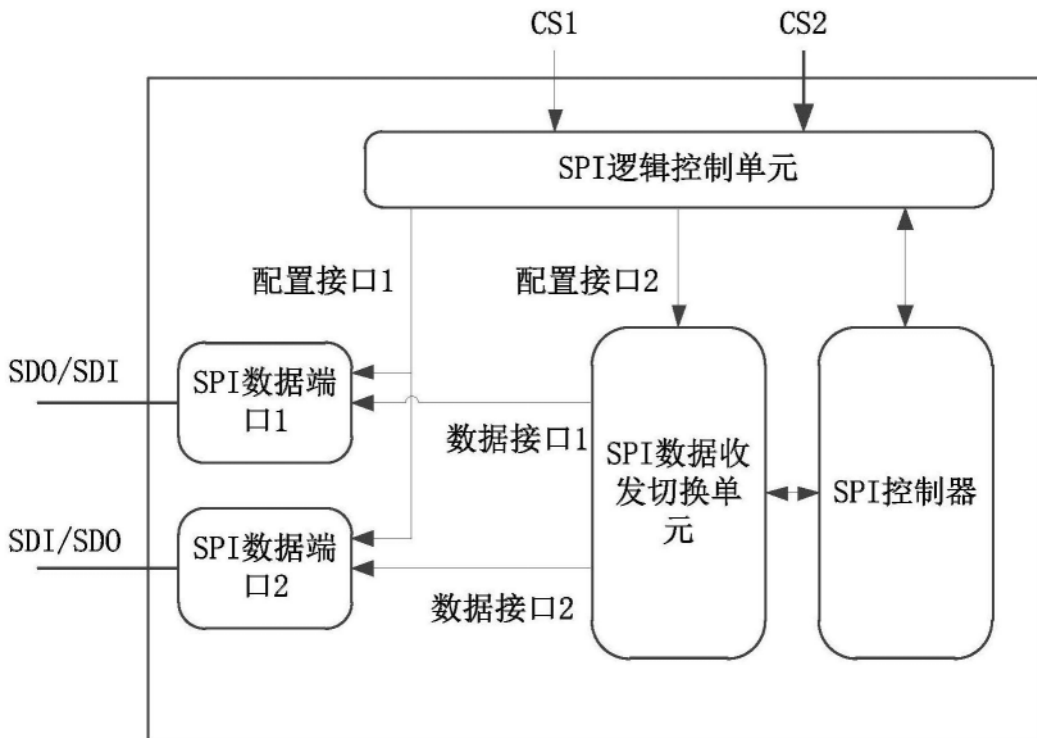 CS1
CS2
SPI逻辑控制单元
配置接口1
配置接口2
SDO/SDI
SPI数据端
口1
数据接口1
SPI数据收
发切换单
元
SPI控制器
SDI/SDO
SPI数据端
口2
数据接口2